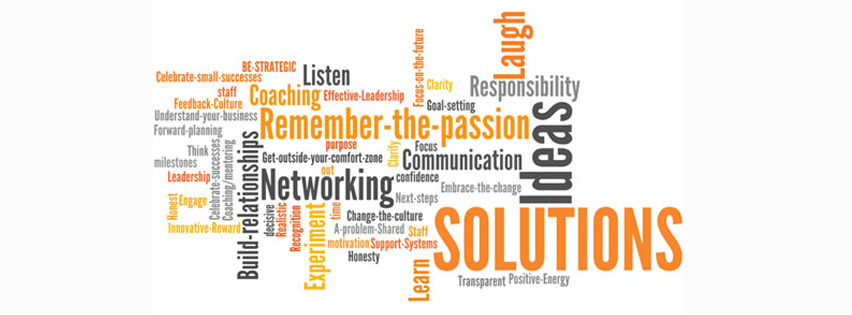 Laugh
BE-STRATEGIC
Focus-on-the-future
Celebrate-small-successes
Listen
staff
Coaching
Effective-Leadership
Clarity
Responsibility
Feedback-Culture
Goal-setting
Understand-your-business
Remember-the-passion
Ideas
Forward-planning
purpose
Focus
Think
Get-outside-your-comfort-zone
Clarity
Communication
milestones
Celebrate-successes
Coaching/mentoring
Build-relationships
out
Leadership
Networking
confidence
Embrace-the-change
Honest
Engage
Next-steps
decisive
Realistic
Recognition
Experiment
time
Change-the-culture
SOLUTIONS
Innovative-Reward
A-problem-Shared
Staff
motivation
Support-Systems
Honesty
Learn
Transparent
Positive-Energy